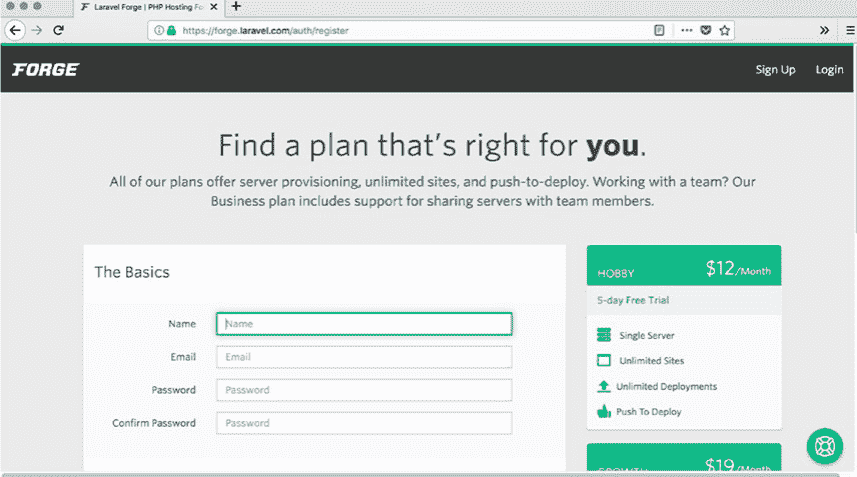 Laravel Forge | PHP Hosting Fo
https://forge.laravel.com/auth/register
FORGE
Sign Up
Login
Find a plan that's right for you.
All of our plans offer server provisioning, unlimited sites, and push-to-deploy. Working with a team? Our
Business plan includes support for sharing servers with team members.
The Basics
Name
Name
Email
Email
Password
Password
Confirm Password
Password
HOBBY
$12/Month
5-day Free Trial
Single Server
Unlimited Sites
Unlimited Deployments
Push To Deploy
GROWTH
$19/Month